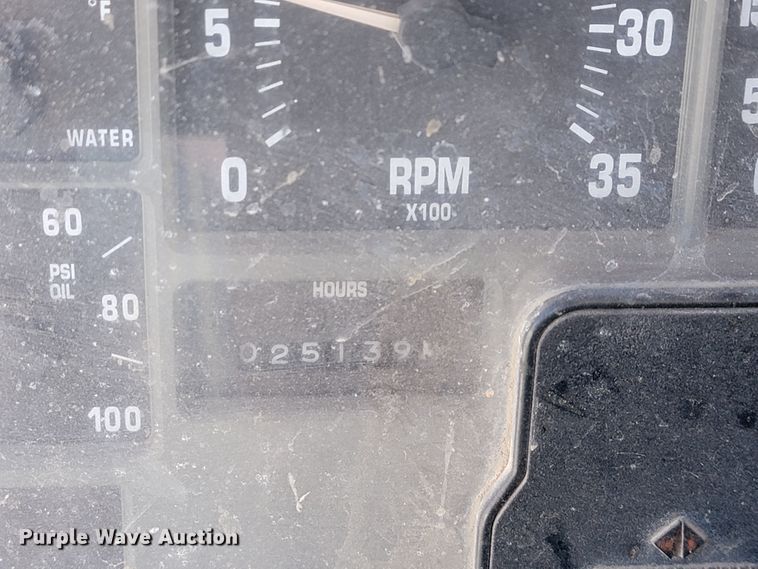 °F
5
30
WATER
0
RPM
35
X100
60
PSI
OIL
80
HOURS
025139
100
Purple Wave Auction